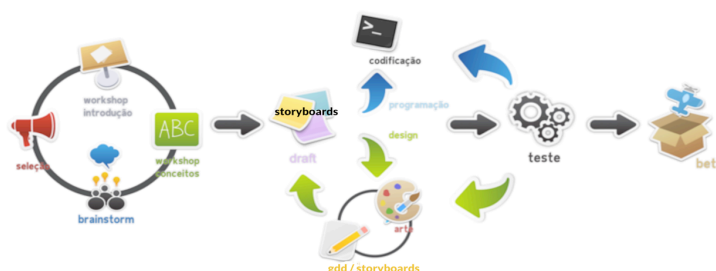 workshop
introdução
seleção
ABC
workshop
conceitos
brainstorm
storyboards
draft
>_
codificação
programação
design
arte
gdd / storyboards
teste
bet